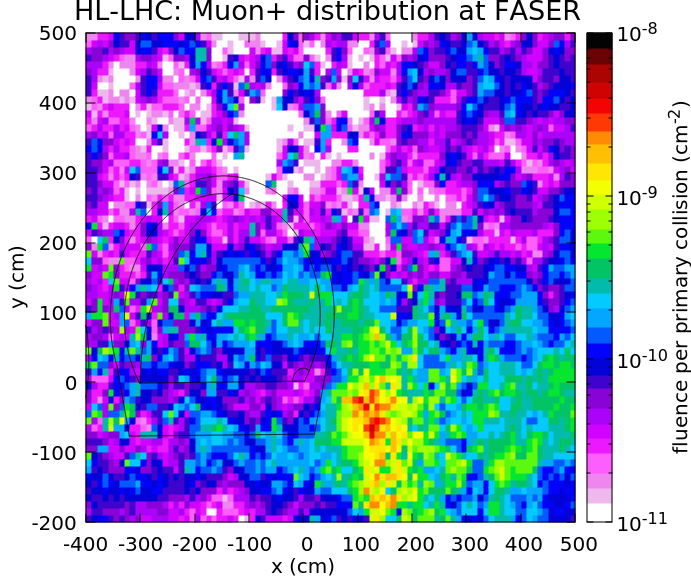 HL-LHC: Muon+ distribution at FASER
500
400
300
200
100
0
-100
-200
y (cm)
-400 -300 -200 -100 0 100 200 300 400 500
x (cm)
10^-8
10^-9
10^-10
10^-11
fluence per primary collision (cm^-2)